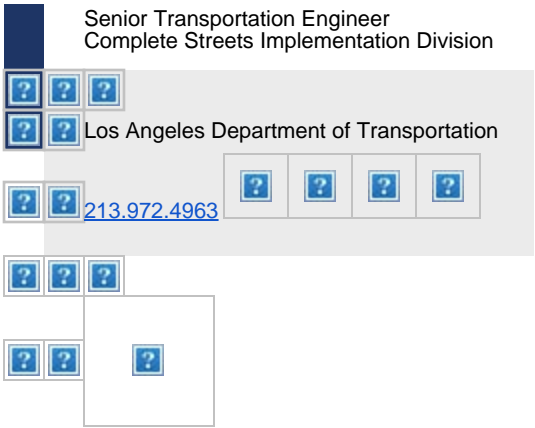 Senior Transportation Engineer
Complete Streets Implementation Division
Los Angeles Department of Transportation
213.972.4963